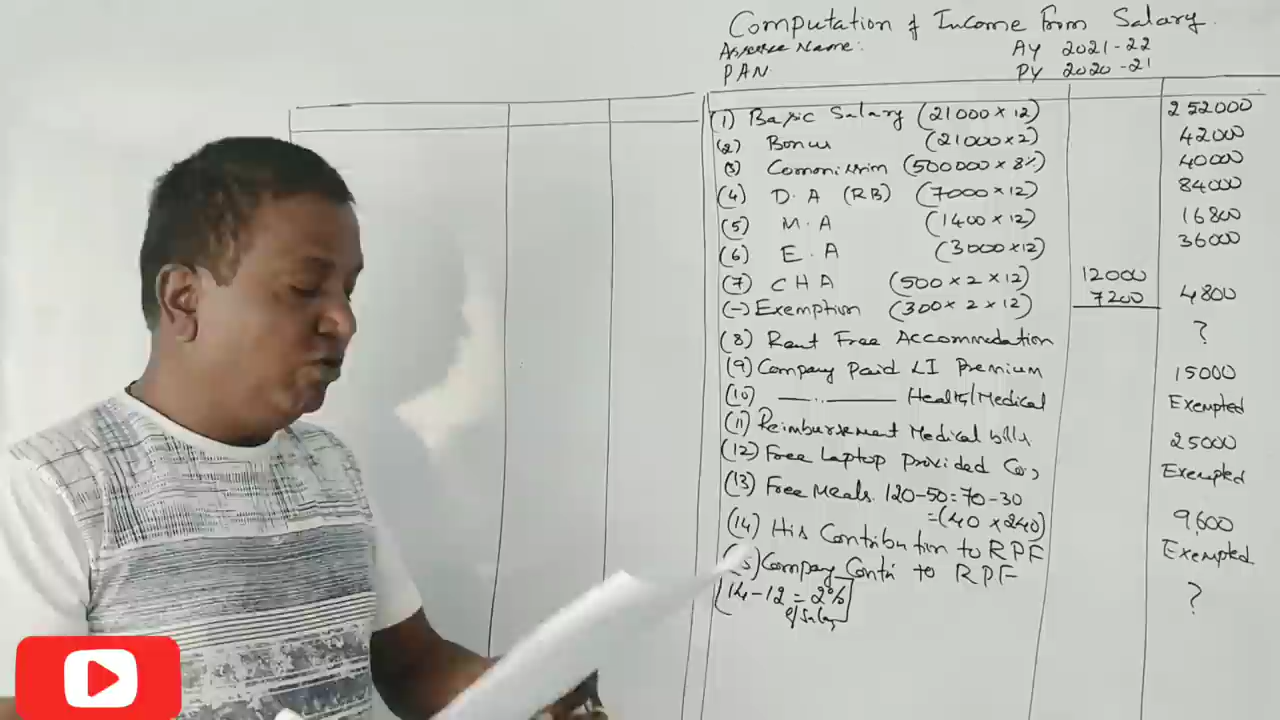 Computation of Income From Salary.
Assessee Name:. AY 2021-22
PAN PY 2020-21
(1) Basic Salary (21000 x 12) 252000
(2) Bonus (21000 x 2) 42000
(3) Commission (500000 x 8%) 40000
(4) D.A (RB) (7000 x 12) 84000
(5) M.A (1400 x 12) 16800
(6) E.A (3000 x 12) 36000
(7) CHA (500 x 2 x 12) 12000
(-) Exemption (300 x 2 x 12) 7200 4800
(8) Rent Free Accommodation ?
(9) Company Paid LI Premium 15000
(10) —..— Health/Medical Exempted
(11) Reimbursement Medical bills 25000
(12) Free Laptop Provided Co., Exempted
(13) Free Meals. 120-50=70-30
=(40 x 240) 9,600
(14) His Contribution to RPF Exempted
5) Company Contri to RPF
[14-12 = 2% ?
of Salary]